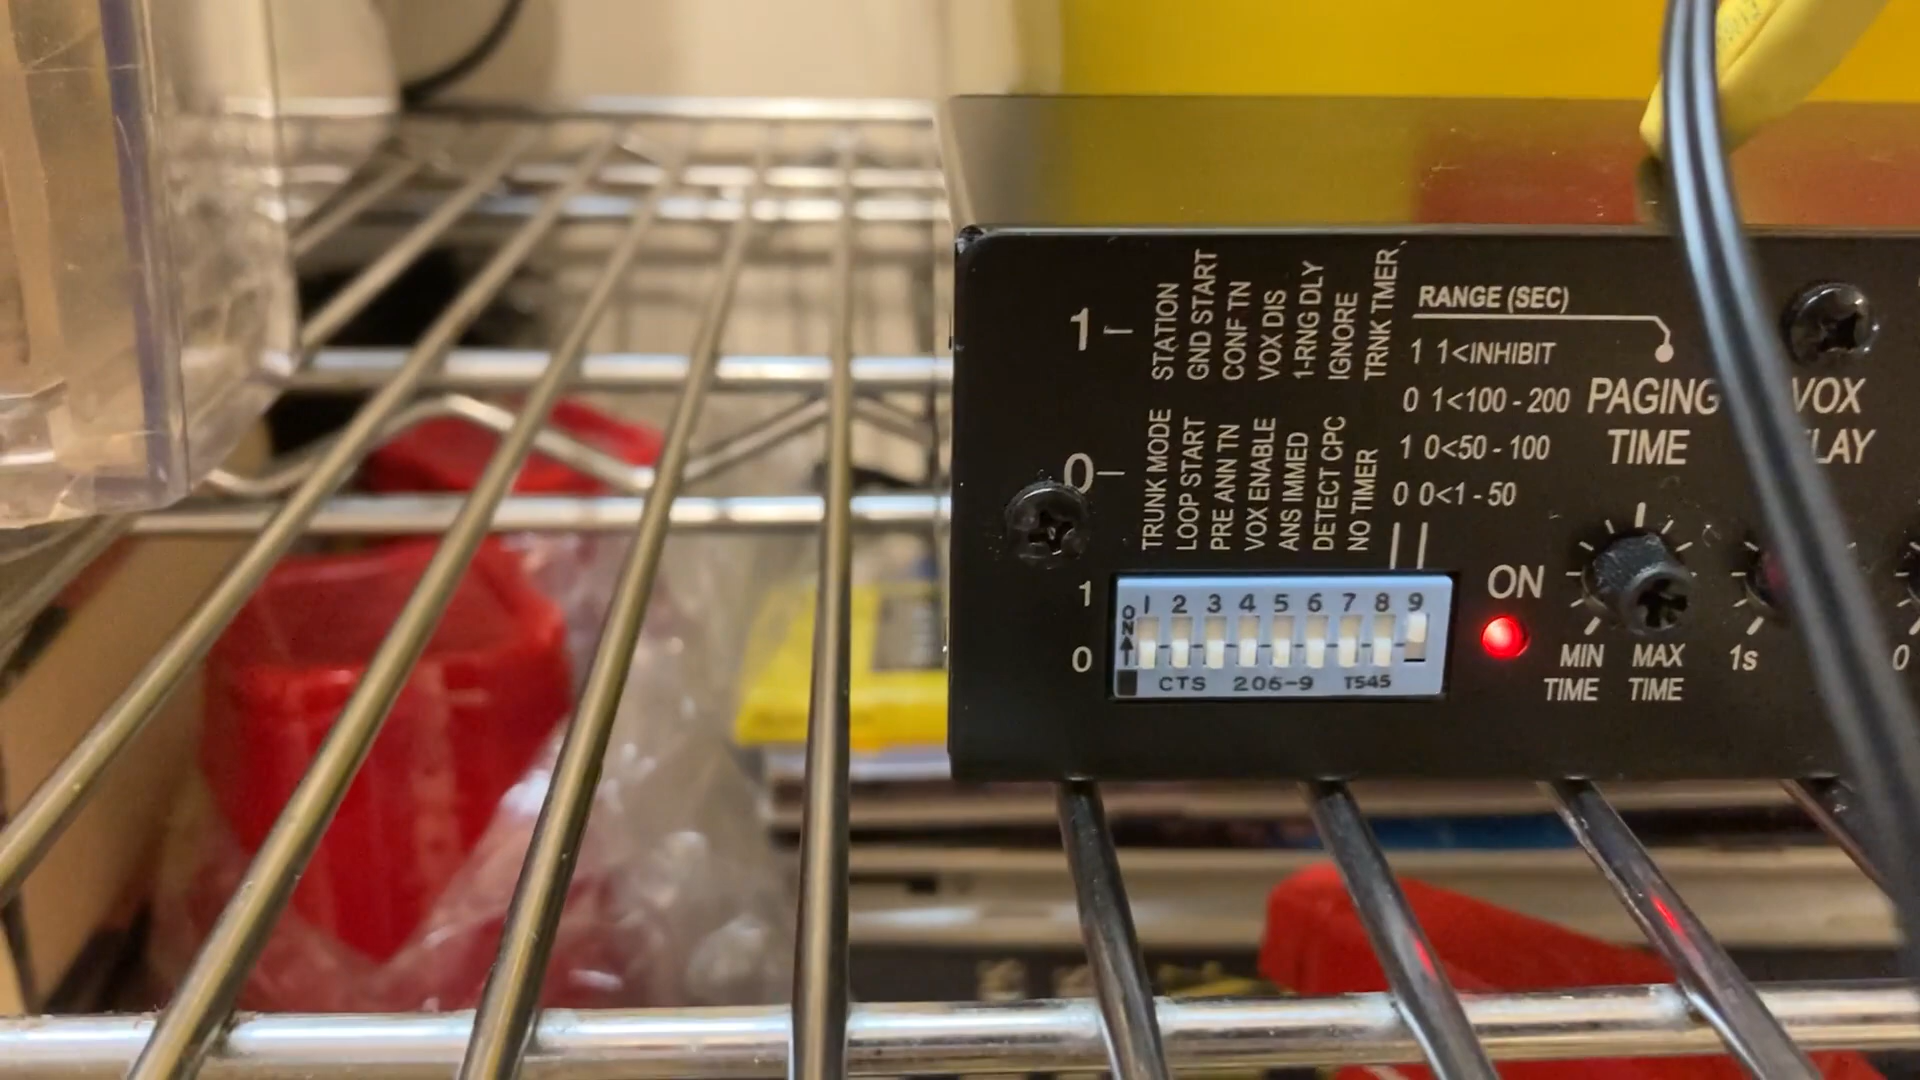 1
STATION
GND START
CONF TN
VOX DIS
1-RNG DLY
IGNORE
TRNK TMER
0
TRUNK MODE
LOOP START
PRE ANN TN
VOX ENABLE
ANS IMMED
DETECT CPC
NO TIMER
RANGE (SEC)
1 1<INHIBIT
0 1<100 - 200
1 0<50 - 100
0 0<1 - 50
PAGING
TIME
VOX
LAY
ON
MIN
TIME
MAX
TIME
1s
0
1
0
ON
1 2 3 4 5 6 7 8 9
CTS 206-9 T545